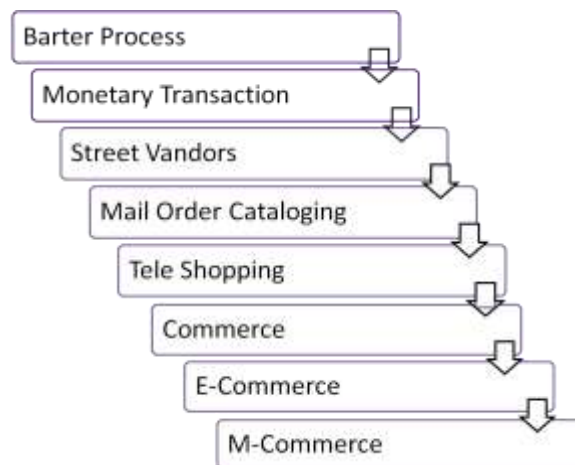 Barter Process
Monetary Transaction
Street Vandors
Mail Order Cataloging
Tele Shopping
Commerce
E-Commerce
M-Commerce